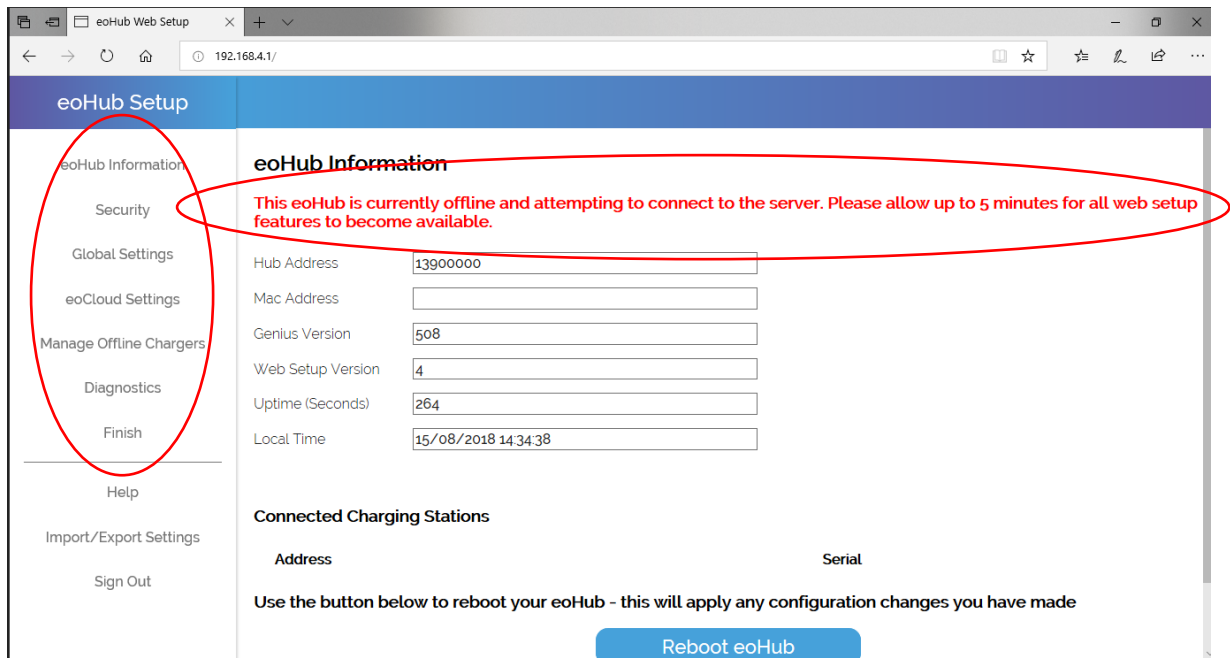 eoHub Web Setup
192.168.4.1/
eoHub Setup
eoHub Information
Security
Global Settings
eoCloud Settings
Manage Offline Chargers
Diagnostics
Finish
Help
Import/Export Settings
Sign Out
eoHub Information
This eoHub is currently offline and attempting to connect to the server. Please allow up to 5 minutes for all web setup
features to become available.
Hub Address 13900000
Mac Address
Genius Version 508
Web Setup Version 4
Uptime (Seconds) 264
Local Time 15/08/2018 14:34:38
Connected Charging Stations
Address Serial
Use the button below to reboot your eoHub - this will apply any configuration changes you have made
Reboot eoHub